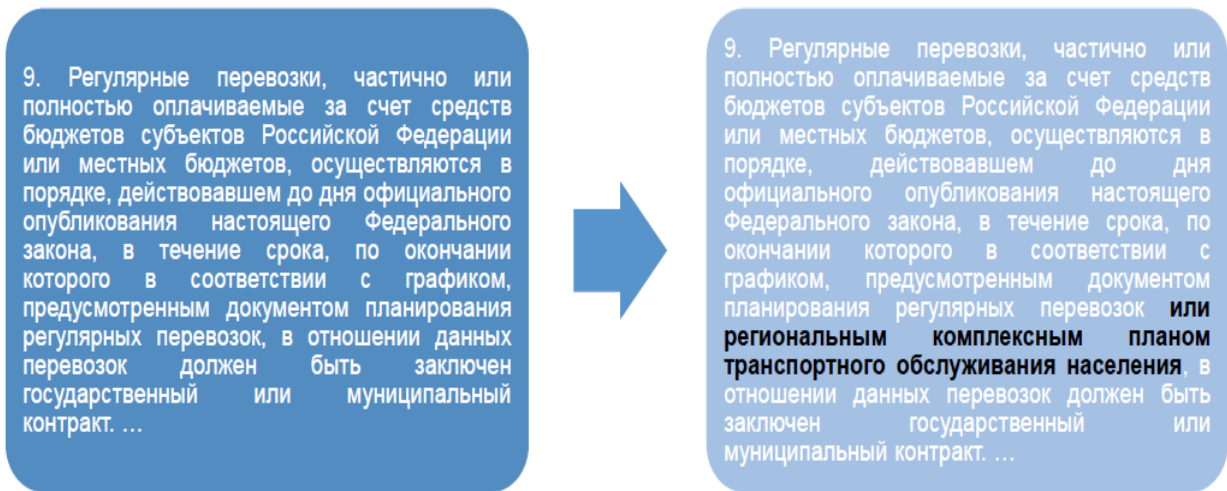 9. Регулярные перевозки, частично или
полностью оплачиваемые за счет средств
бюджетов субъектов Российской Федерации
или местных бюджетов, осуществляются в
порядке, действовавшем до дня официального
опубликования настоящего Федерального
закона, в течение срока, по окончании
которого в соответствии с графиком,
предусмотренным документом планирования
регулярных перевозок, в отношении данных
перевозок должен быть заключен
государственный или муниципальный
контракт. …
9. Регулярные перевозки, частично или
полностью оплачиваемые за счет средств
бюджетов субъектов Российской Федерации
или местных бюджетов, осуществляются в
порядке, действовавшем до дня
официального опубликования настоящего
Федерального закона, в течение срока, по
окончании которого в соответствии с
графиком, предусмотренным документом
планирования регулярных перевозок или
региональным комплексным планом
транспортного обслуживания населения, в
отношении данных перевозок должен быть
заключен государственный или
муниципальный контракт. …